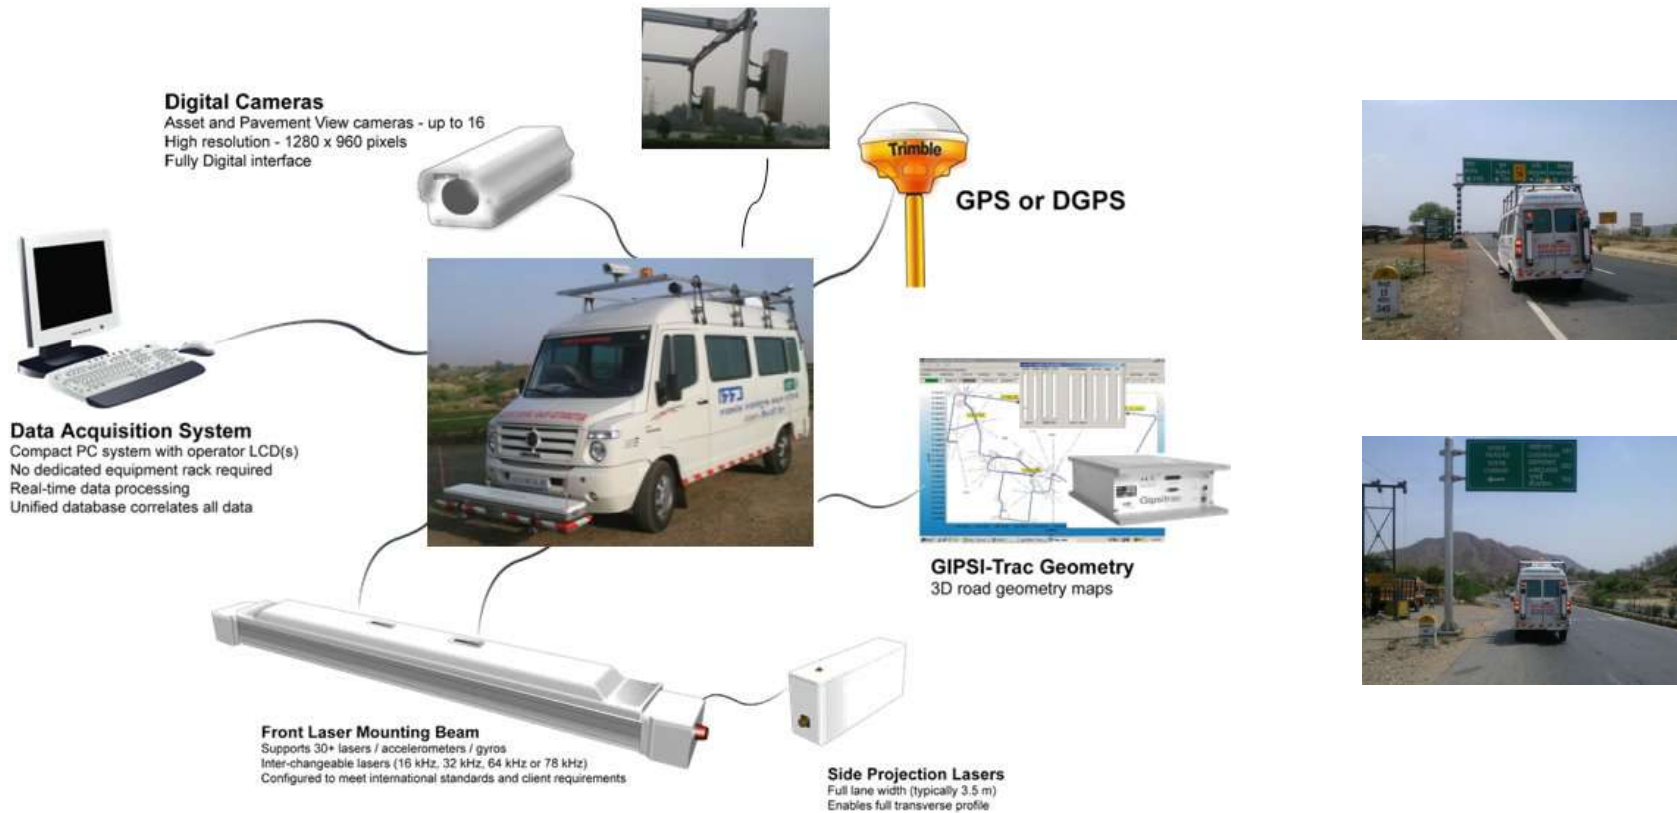 Digital Cameras
Asset and Pavement View cameras - up to 16
High resolution - 1280 x 960 pixels
Fully Digital interface
Trimble
GPS or DGPS
Data Acquisition System
Compact PC system with operator LCD(s)
No dedicated equipment rack required
Real-time data processing
Unified database correlates all data
Gipsitrac
GIPSI-Trac Geometry
3D road geometry maps
Front Laser Mounting Beam
Supports 30+ lasers / accelerometers / gyros
Inter-changeable lasers (16 kHz, 32 kHz, 64 kHz or 78 kHz)
Configured to meet international standards and client requirements
Side Projection Lasers
Full lane width (typically 3.5 m)
Enables full transverse profile